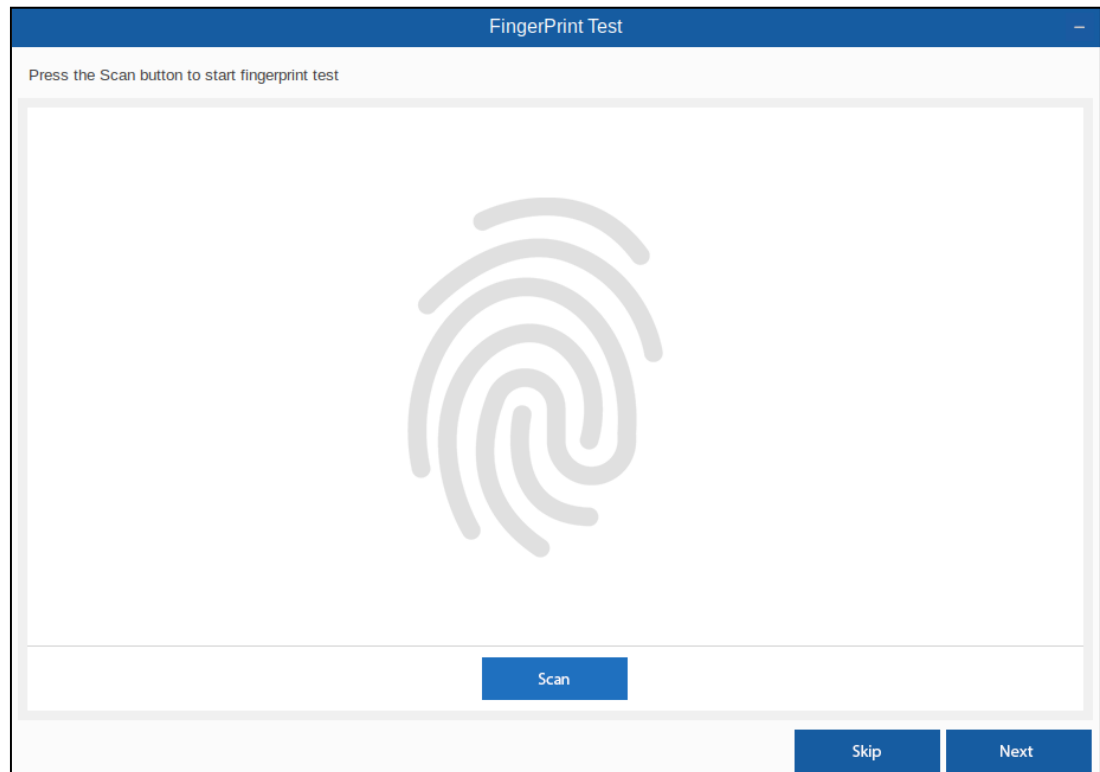 FingerPrint Test
Press the Scan button to start fingerprint test
Scan
Skip
Next